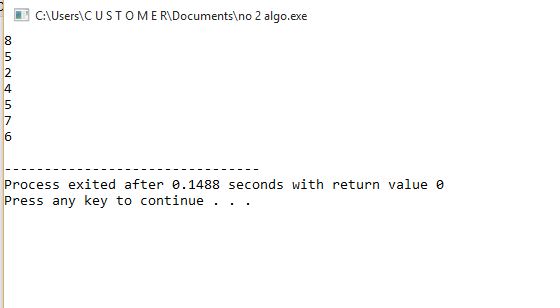 C:\Users\C U S T O M E R\Documents\no 2 algo.exe
8
5
2
4
5
7
6
--------------------------------
Process exited after 0.1488 seconds with return value 0
Press any key to continue . . .